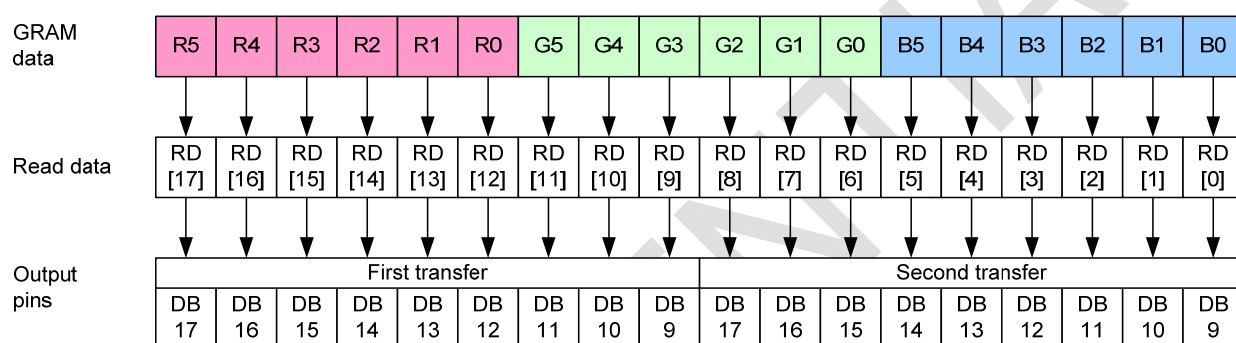 GRAM data
R5 R4 R3 R2 R1 R0 G5 G4 G3 G2 G1 G0 B5 B4 B3 B2 B1 B0
Read data
RD RD RD RD RD RD RD RD RD RD RD RD RD RD RD RD RD RD
[17] [16] [15] [14] [13] [12] [11] [10] [9] [8] [7] [6] [5] [4] [3] [2] [1] [0]
Output pins
First transfer Second transfer
DB DB DB DB DB DB DB DB DB DB DB DB DB DB DB DB DB DB
17 16 15 14 13 12 11 10 9 17 16 15 14 13 12 11 10 9